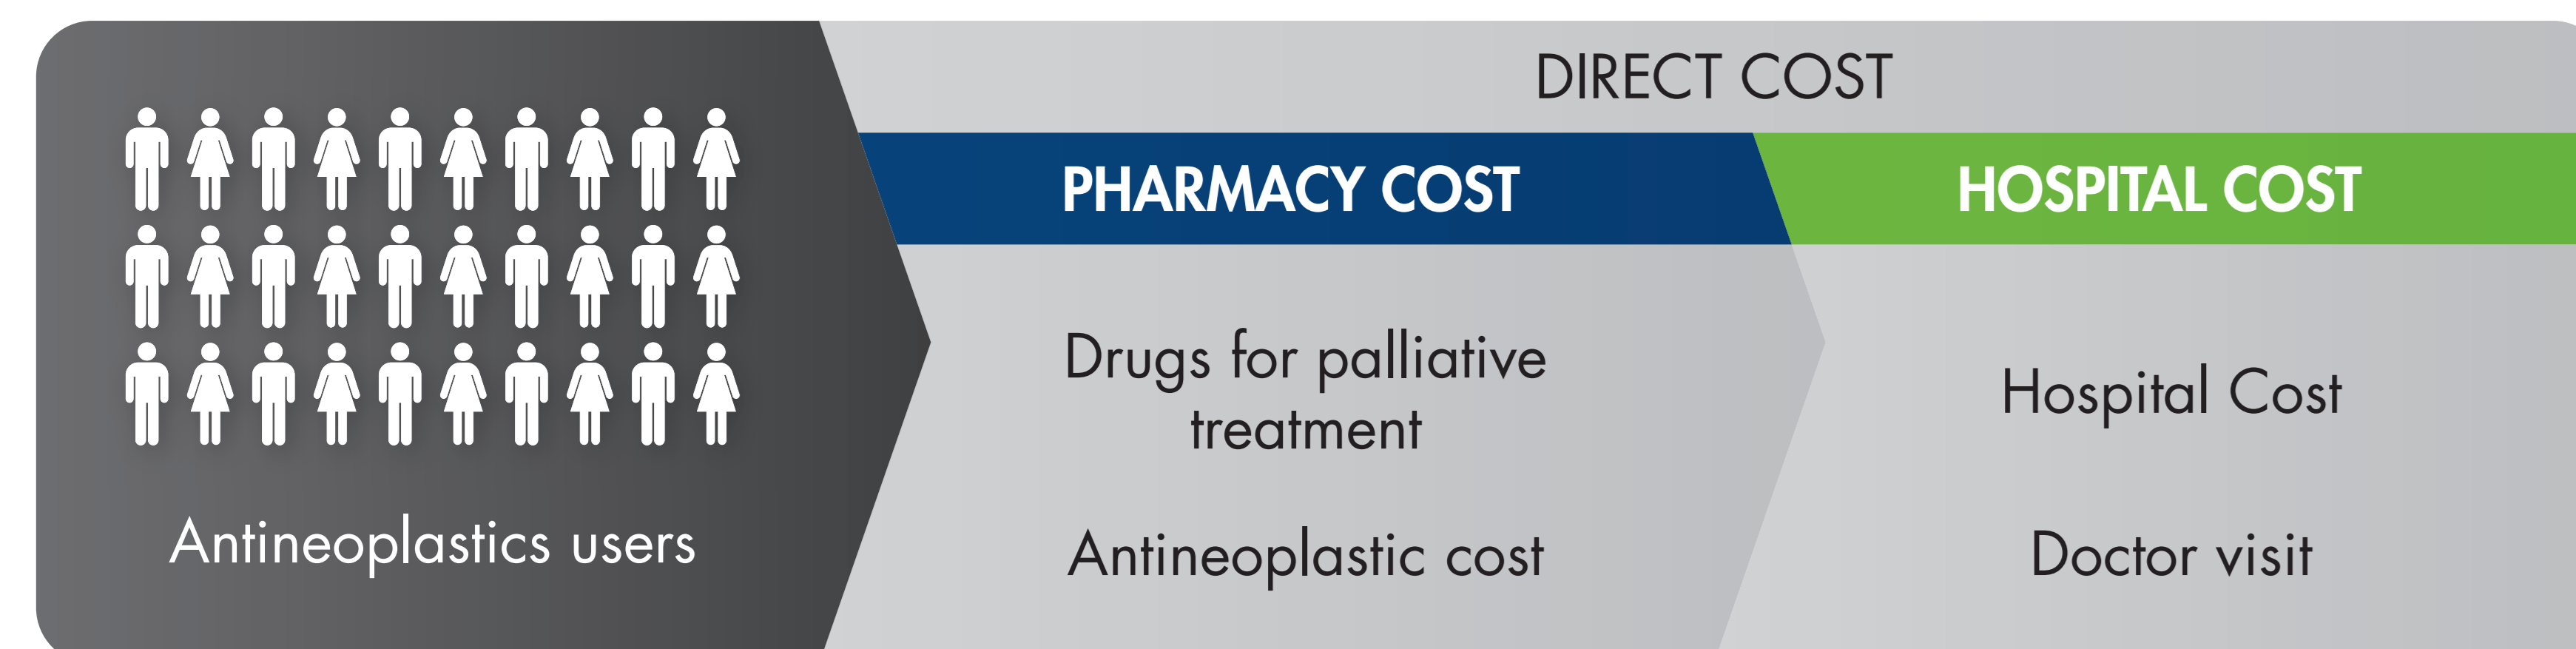 DIRECT COST
PHARMACY COST
HOSPITAL COST
Drugs for palliative
treatment
Hospital Cost
Antineoplastics users
Antineoplastic cost
Doctor visit